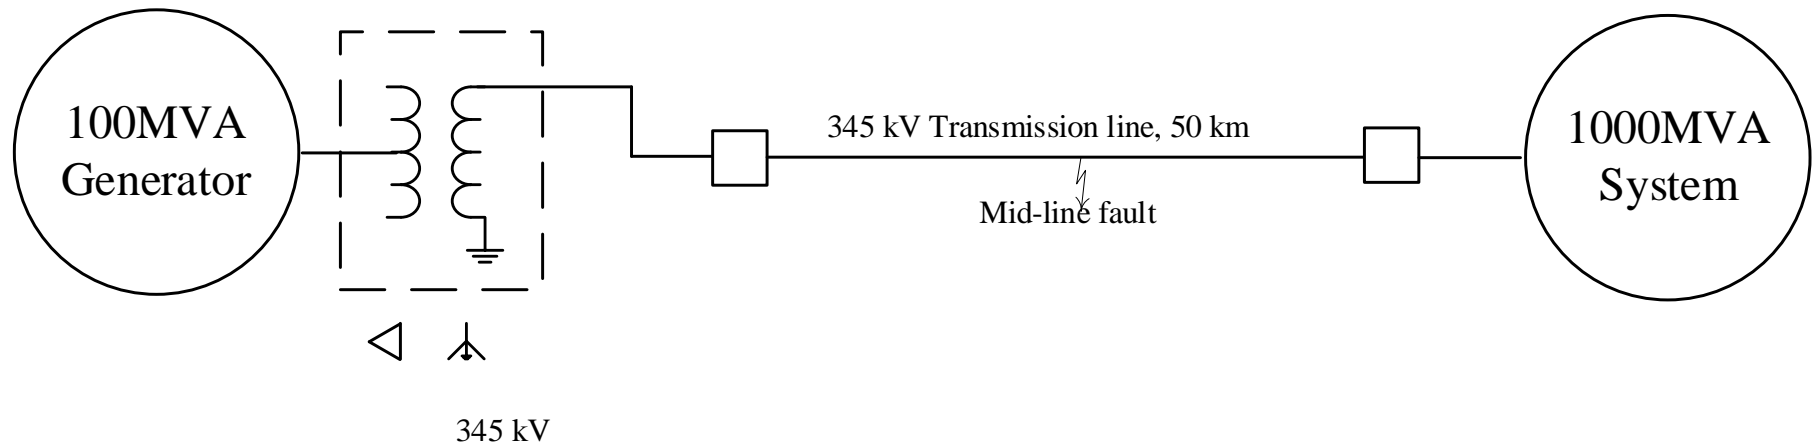 100MVA
Generator
345 kV Transmission line, 50 km
Mid-line fault
1000MVA
System
345 kV